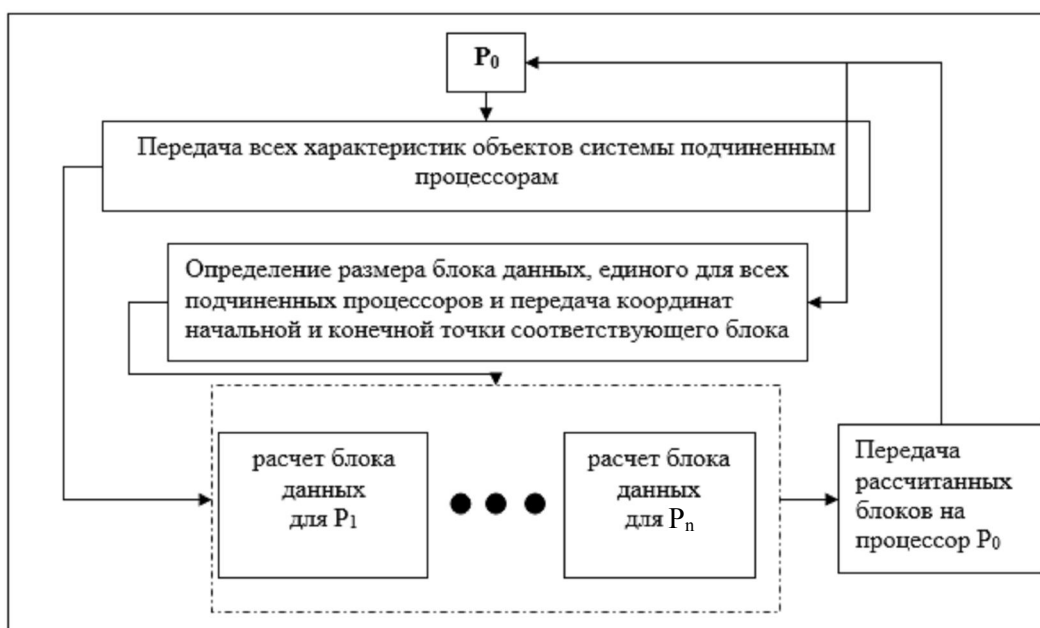 P₀
Передача всех характеристик объектов системы подчиненным
процессорам
Определение размера блока данных, единого для всех
подчиненных процессоров и передача координат
начальной и конечной точки соответствующего блока
расчет блока
данных
для P₁
расчет блока
данных
для Pₙ
Передача
рассчитанных
блоков на
процессор P₀